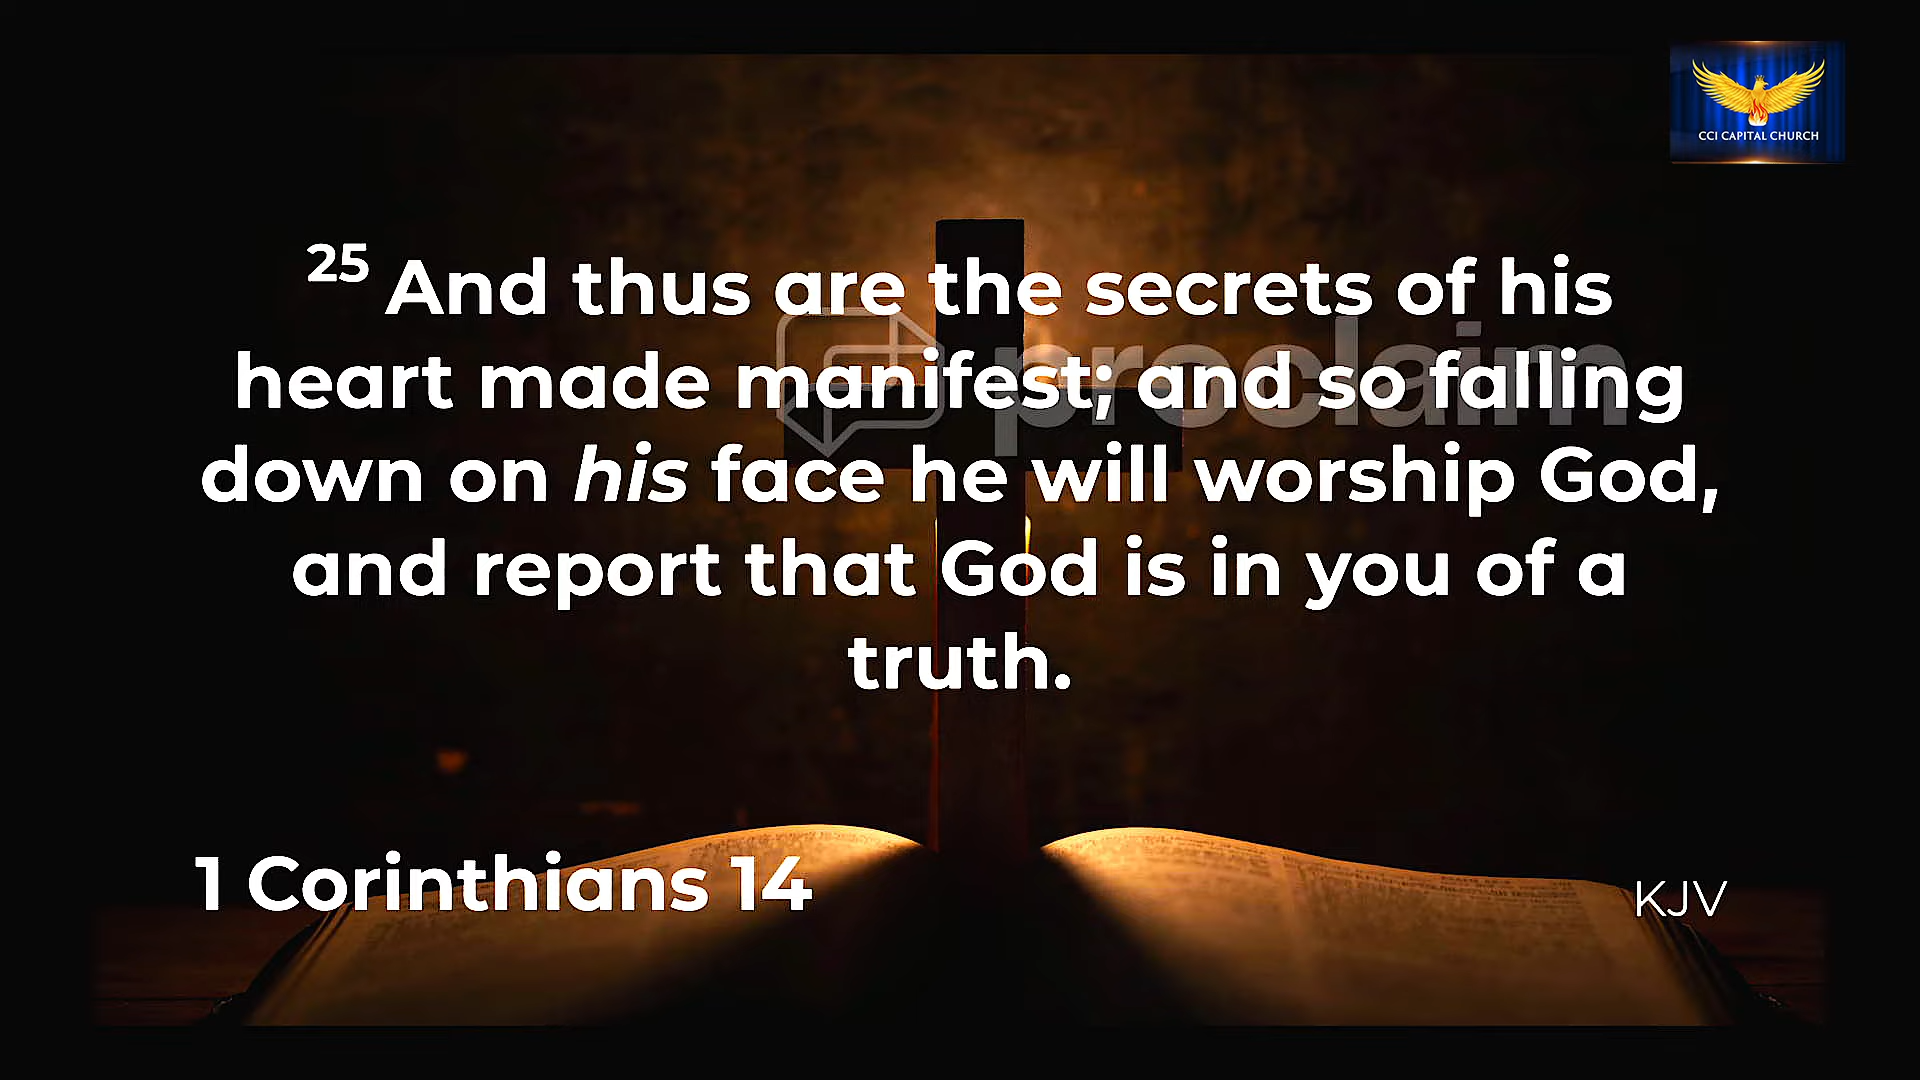 CCI CAPITAL CHURCH
25 And thus are the secrets of his
heart made manifest; and so falling
down on his face he will worship God,
and report that God is in you of a
truth.
proclaim
1 Corinthians 14
KJV